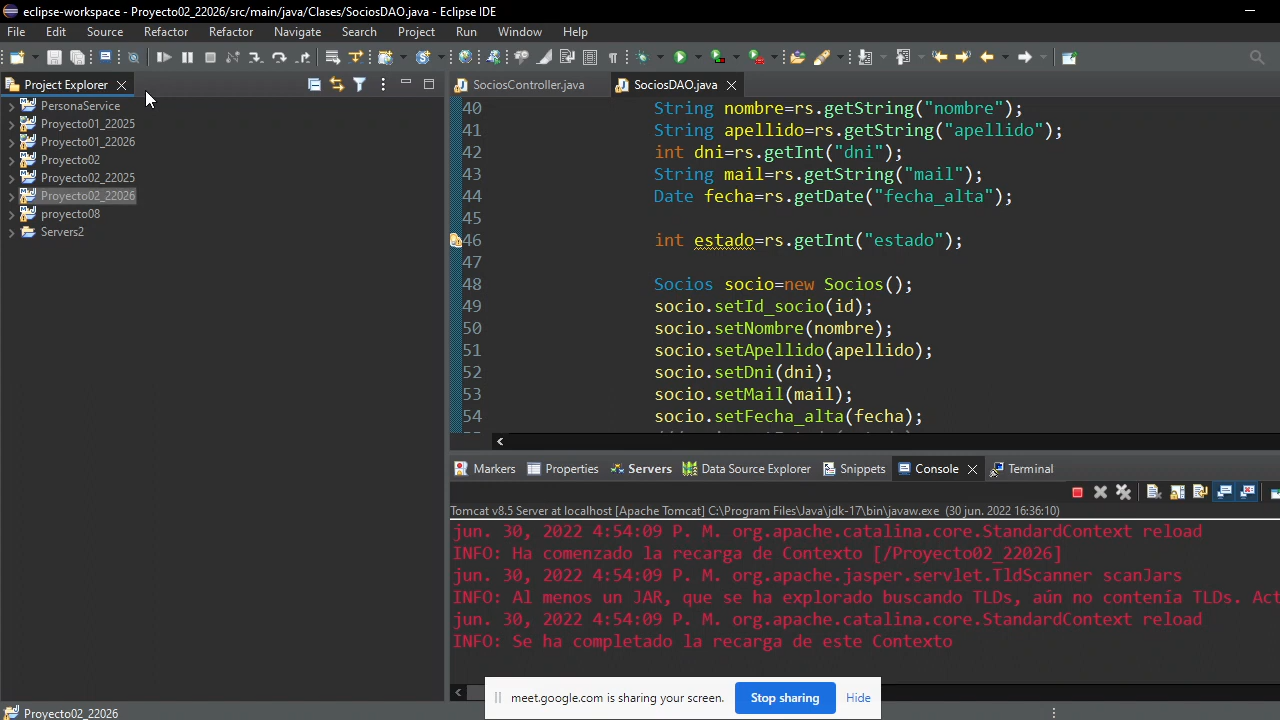 eclipse-workspace - Proyecto02_22026/src/main/java/Clases/SociosDAO.java - Eclipse IDE
File Edit Source Refactor Refactor Navigate Search Project Run Window Help
Project Explorer
PersonaService
Proyecto01_22025
Proyecto01_22026
Proyecto02
Proyecto02_22025
Proyecto02_22026
proyecto08
Servers2
SociosController.java SociosDAO.java
40 String nombre=rs.getString("nombre");
41 String apellido=rs.getString("apellido");
42 int dni=rs.getInt("dni");
43 String mail=rs.getString("mail");
44 Date fecha=rs.getDate("fecha_alta");
45
46 int estado=rs.getInt("estado");
47
48 Socios socio=new Socios();
49 socio.setId_socio(id);
50 socio.setNombre(nombre);
51 socio.setApellido(apellido);
52 socio.setDni(dni);
53 socio.setMail(mail);
54 socio.setFecha_alta(fecha);
Markers Properties Servers Data Source Explorer Snippets Console Terminal
Tomcat v8.5 Server at localhost [Apache Tomcat] C:\Program Files\Java\jdk-17\bin\javaw.exe (30 jun. 2022 16:36:10)
jun. 30, 2022 4:54:09 P. M. org.apache.catalina.core.StandardContext reload
INFO: Ha comenzado la recarga de Contexto [/Proyecto02_22026]
jun. 30, 2022 4:54:09 P. M. org.apache.jasper.servlet.TldScanner scanJars
INFO: Al menos un JAR, que se ha explorado buscando TLDs, aún no contenía TLDs. Act
jun. 30, 2022 4:54:09 P. M. org.apache.catalina.core.StandardContext reload
INFO: Se ha completado la recarga de este Contexto
meet.google.com is sharing your screen. Stop sharing Hide
Proyecto02_22026